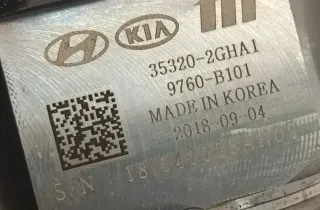 KIA
35320-2GHA1
9760-B101
MADE IN KOREA
2018-09-04
S/N